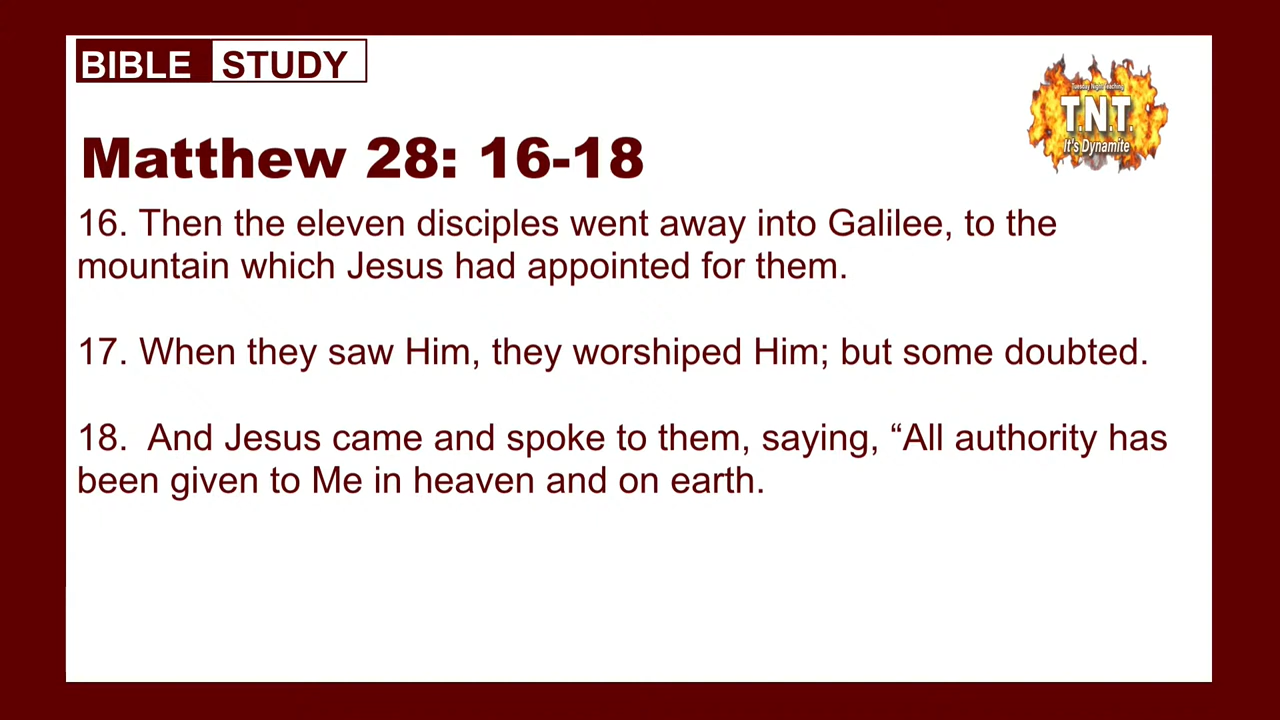 BIBLE STUDY
Tuesday Night Teaching
T.N.T.
It's Dynamite
Matthew 28: 16-18
16. Then the eleven disciples went away into Galilee, to the
mountain which Jesus had appointed for them.
17. When they saw Him, they worshiped Him; but some doubted.
18.  And Jesus came and spoke to them, saying, “All authority has
been given to Me in heaven and on earth.